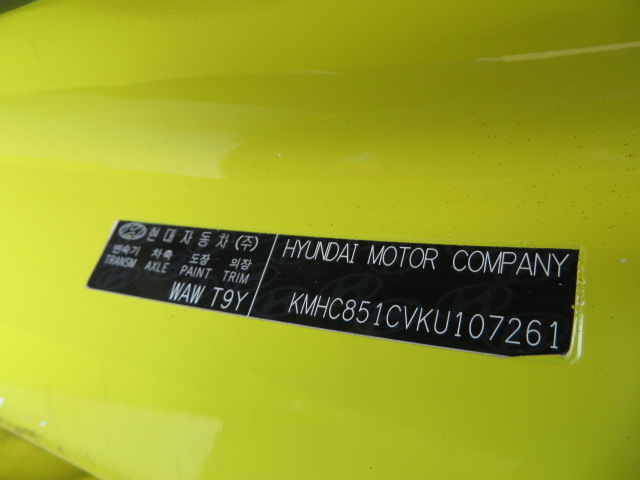 현대자동차(주)
변속기 차축 도장 의장
TRANSM AXLE PAINT TRIM
WAW T9Y
HYUNDAI MOTOR COMPANY
KMHC851CVKU107261